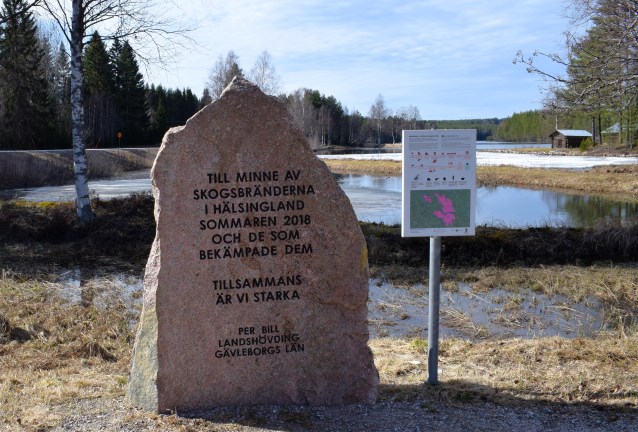 TILL MINNE AV
SKOGSBRÄNDERNA
I HÄLSINGLAND
SOMMAREN 2018
OCH DE SOM
BEKÄMPADE DEM
TILLSAMMANS
ÄR VI STARKA
PER BILL
LANDSHÖVDING
GÄVLEBORGS LÄN